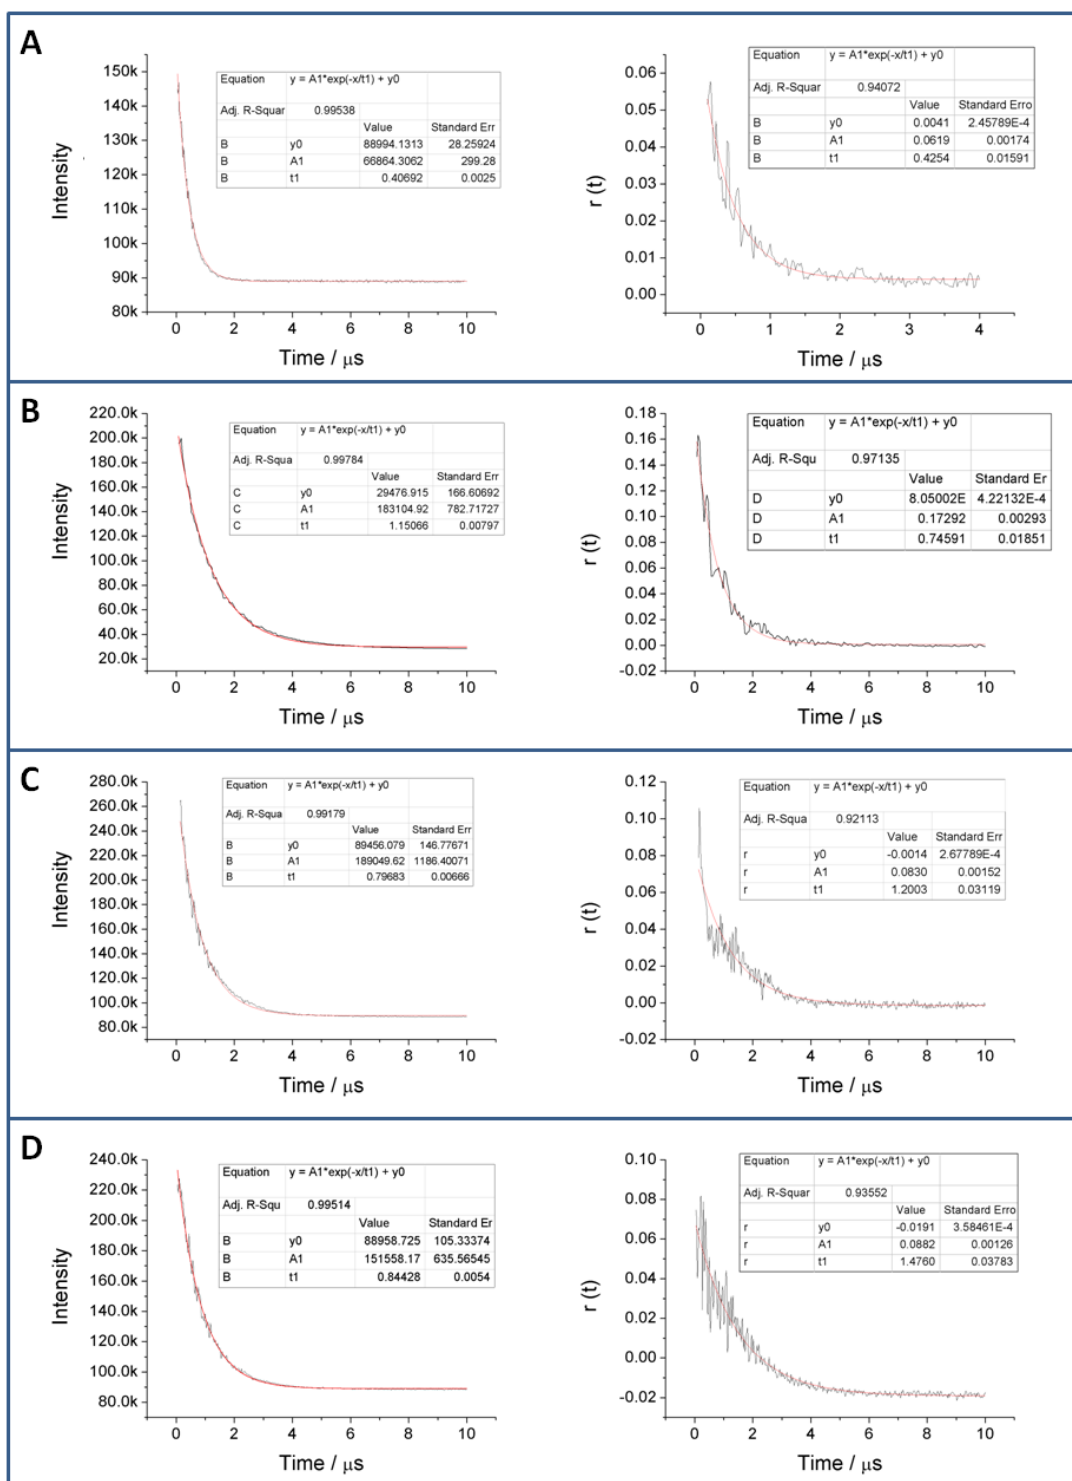 A
150k
140k
130k
120k
110k
100k
90k
80k
Intensity
0 2 4 6 8 10
Time / μs
Equation y = A1*exp(-x/t1) + y0
Adj. R-Squar 0.99538
Value Standard Err
B y0 88994.1313 28.25924
B A1 66864.3062 299.28
B t1 0.40692 0.0025
0.06
0.05
0.04
0.03
0.02
0.01
0.00
r (t)
0 1 2 3 4
Time / μs
Equation y = A1*exp(-x/t1) + y0
Adj. R-Squar 0.94072
Value Standard Erro
B y0 0.0041 2.45789E-4
B A1 0.0619 0.00174
B t1 0.4254 0.01591
B
220.0k
200.0k
180.0k
160.0k
140.0k
120.0k
100.0k
80.0k
60.0k
40.0k
20.0k
Intensity
0 2 4 6 8 10
Time / μs
Equation y = A1*exp(-x/t1) + y0
Adj. R-Squa 0.99784
Value Standard Err
C y0 29476.915 166.60692
C A1 183104.92 782.71727
C t1 1.15066 0.00797
0.18
0.16
0.14
0.12
0.10
0.08
0.06
0.04
0.02
0.00
-0.02
r (t)
0 2 4 6 8 10
Time / μs
Equation y = A1*exp(-x/t1) + y0
Adj. R-Squ 0.97135
Value Standard Er
D y0 8.05002E 4.22132E-4
D A1 0.17292 0.00293
D t1 0.74591 0.01851
C
280.0k
260.0k
240.0k
220.0k
200.0k
180.0k
160.0k
140.0k
120.0k
100.0k
80.0k
Intensity
0 2 4 6 8 10
Time / μs
Equation y = A1*exp(-x/t1) + y0
Adj. R-Squa 0.99179
Value Standard Err
B y0 89456.079 146.77671
B A1 189049.62 1186.40071
B t1 0.79683 0.00666
0.12
0.10
0.08
0.06
0.04
0.02
0.00
-0.02
r (t)
0 2 4 6 8 10
Time / μs
Equation y = A1*exp(-x/t1) + y0
Adj. R-Squa 0.92113
Value Standard Err
r y0 -0.0014 2.67789E-4
r A1 0.0830 0.00152
r t1 1.2003 0.03119
D
240.0k
220.0k
200.0k
180.0k
160.0k
140.0k
120.0k
100.0k
80.0k
Intensity
0 2 4 6 8 10
Time / μs
Equation y = A1*exp(-x/t1) + y0
Adj. R-Squ 0.99514
Value Standard Er
B y0 88958.725 105.33374
B A1 151558.17 635.56545
B t1 0.84428 0.0054
0.10
0.08
0.06
0.04
0.02
0.00
-0.02
r (t)
0 2 4 6 8 10
Time / μs
Equation y = A1*exp(-x/t1) + y0
Adj. R-Squar 0.93552
Value Standard Erro
r y0 -0.0191 3.58461E-4
r A1 0.0882 0.00126
r t1 1.4760 0.03783